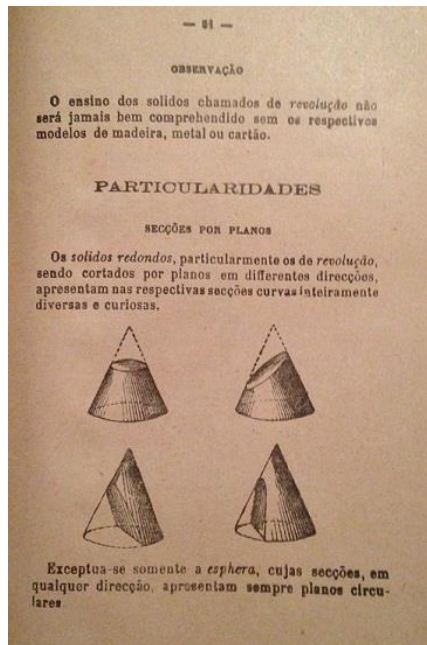 — 91 —
OBSERVAÇÃO
O ensino dos solidos chamados de revolução não
será jamais bem comprehendido sem os respectivos
modelos de madeira, metal ou cartão.
PARTICULARIDADES
SECÇÕES POR PLANOS
Os solidos redondos, particularmente os de revolução,
sendo cortados por planos em differentes direcções,
apresentam nas respectivas secções curvas inteiramente
diversas e curiosas.
Exceptua-se somente a esphera, cujas secções, em
qualquer direcção, apresentam sempre planos circu-
lares